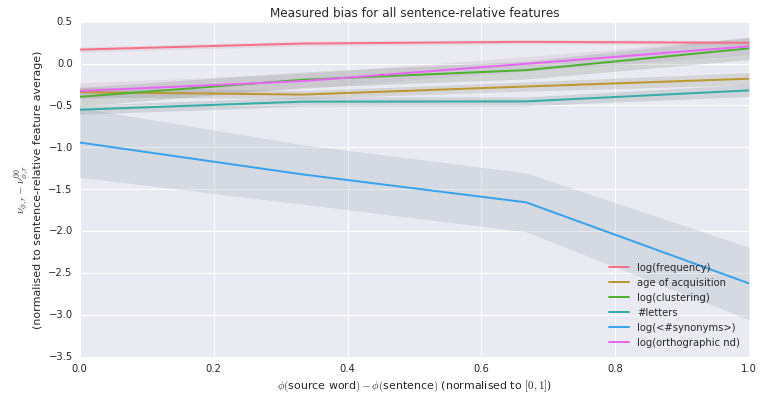 Measured bias for all sentence-relative features
0.5
0.0
−0.5
−1.0
−1.5
−2.0
−2.5
−3.0
−3.5
ν_{ϕ,r} − ν^{00}_{ϕ,r}
(normalised to sentence-relative feature average)
log(frequency)
age of acquisition
log(clustering)
#letters
log(<#synonyms>)
log(orthographic nd)
0.0 0.2 0.4 0.6 0.8 1.0
ϕ(source word) − ϕ(sentence) (normalised to [0, 1])